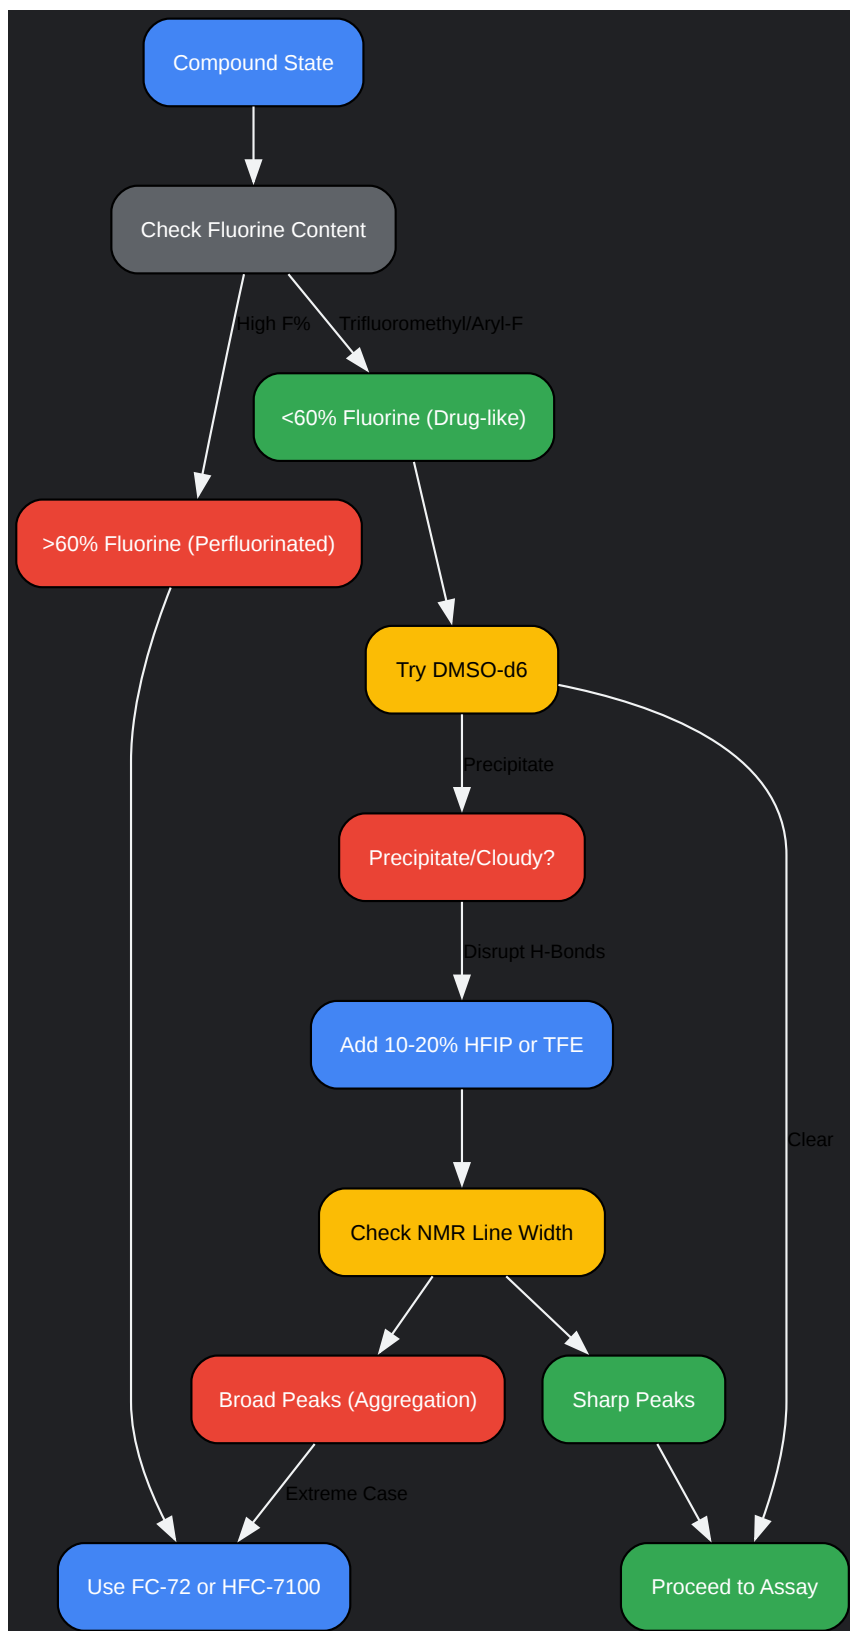 Compound State
Check Fluorine Content
High F%
Trifluoromethyl/Aryl-F
<60% Fluorine (Drug-like)
>60% Fluorine (Perfluorinated)
Try DMSO-d6
Precipitate
Precipitate/Cloudy?
Disrupt H-Bonds
Add 10-20% HFIP or TFE
Clear
Check NMR Line Width
Broad Peaks (Aggregation)
Sharp Peaks
Extreme Case
Use FC-72 or HFC-7100
Proceed to Assay